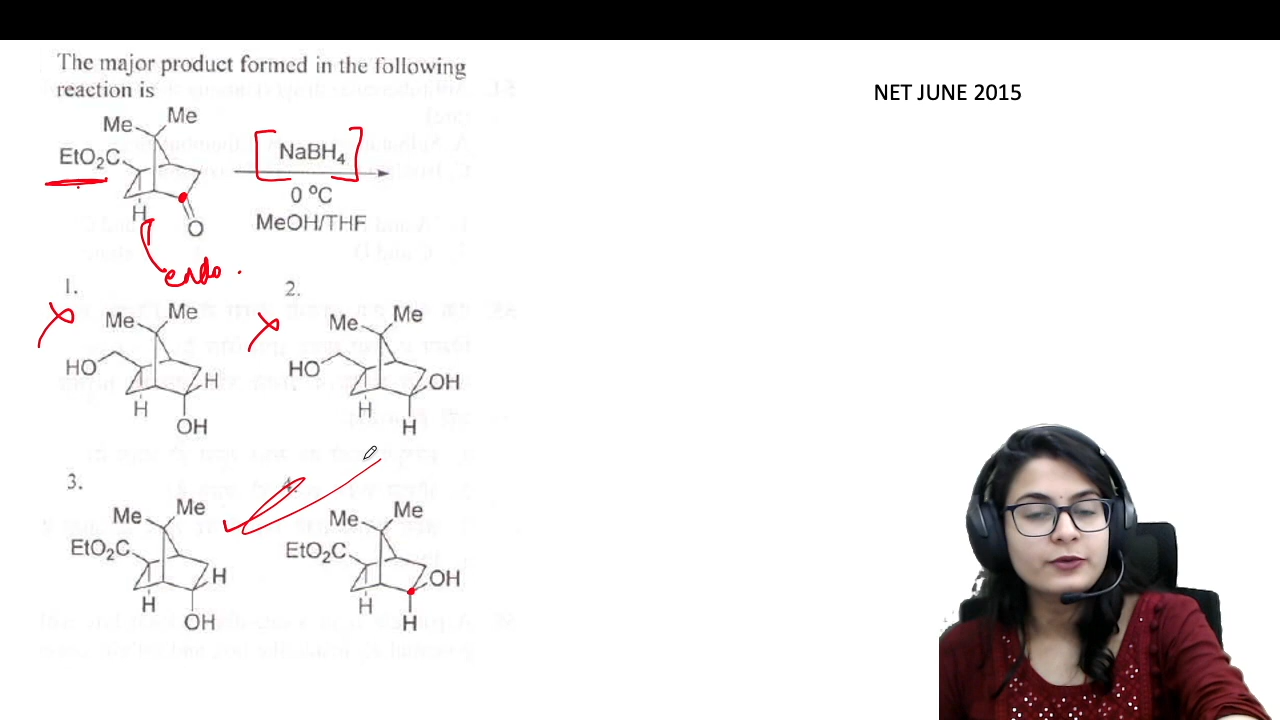 The major product formed in the following
reaction is
NET JUNE 2015
Me
Me
EtO₂C
NaBH₄
0 ºC
MeOH/THF
H
O
endo.
1.
2.
Me
Me
HO
H
H
OH
Me
Me
HO
OH
H
H
3.
4.
Me
Me
EtO₂C
H
H
OH
Me
Me
EtO₂C
OH
H
H